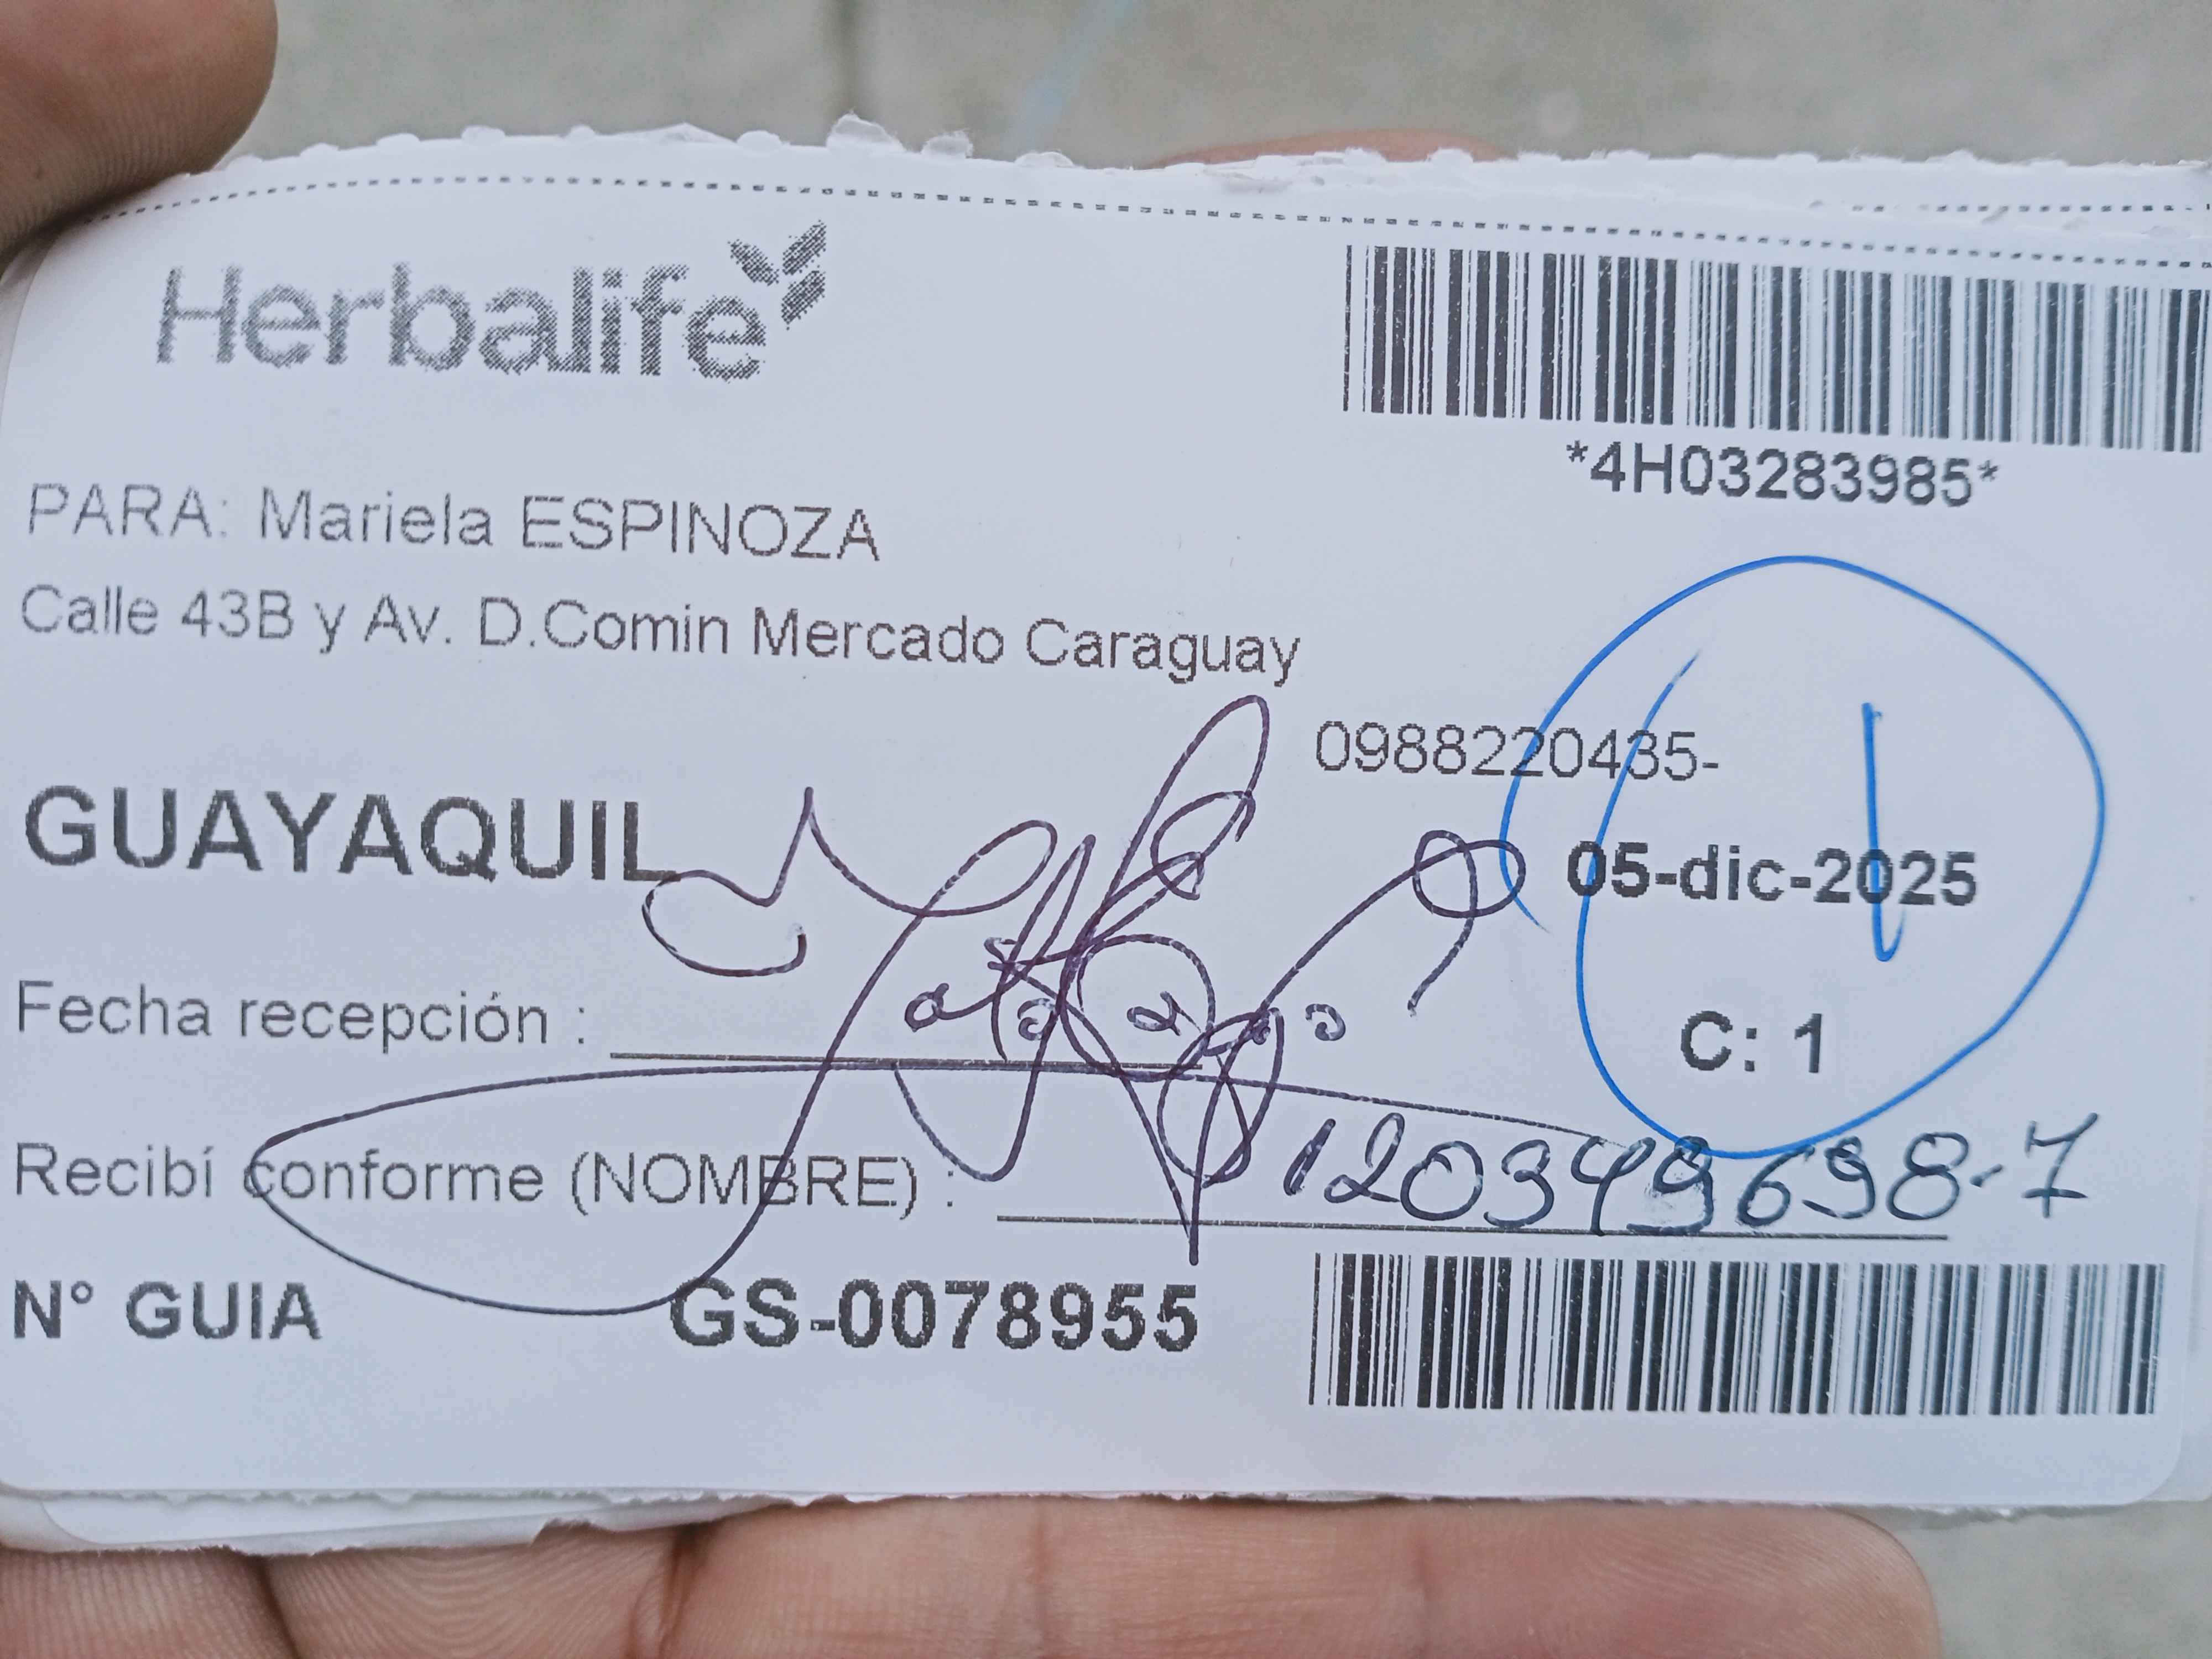 Herbalife
*4H03283985*
PARA: Mariela ESPINOZA
Calle 43B y Av. D.Comin Mercado Caraguay
0988220435-
GUAYAQUIL
05-dic-2025
Fecha recepción :
C: 1
Recibí conforme (NOMBRE) : 120349698-7
N° GUIA GS-0078955